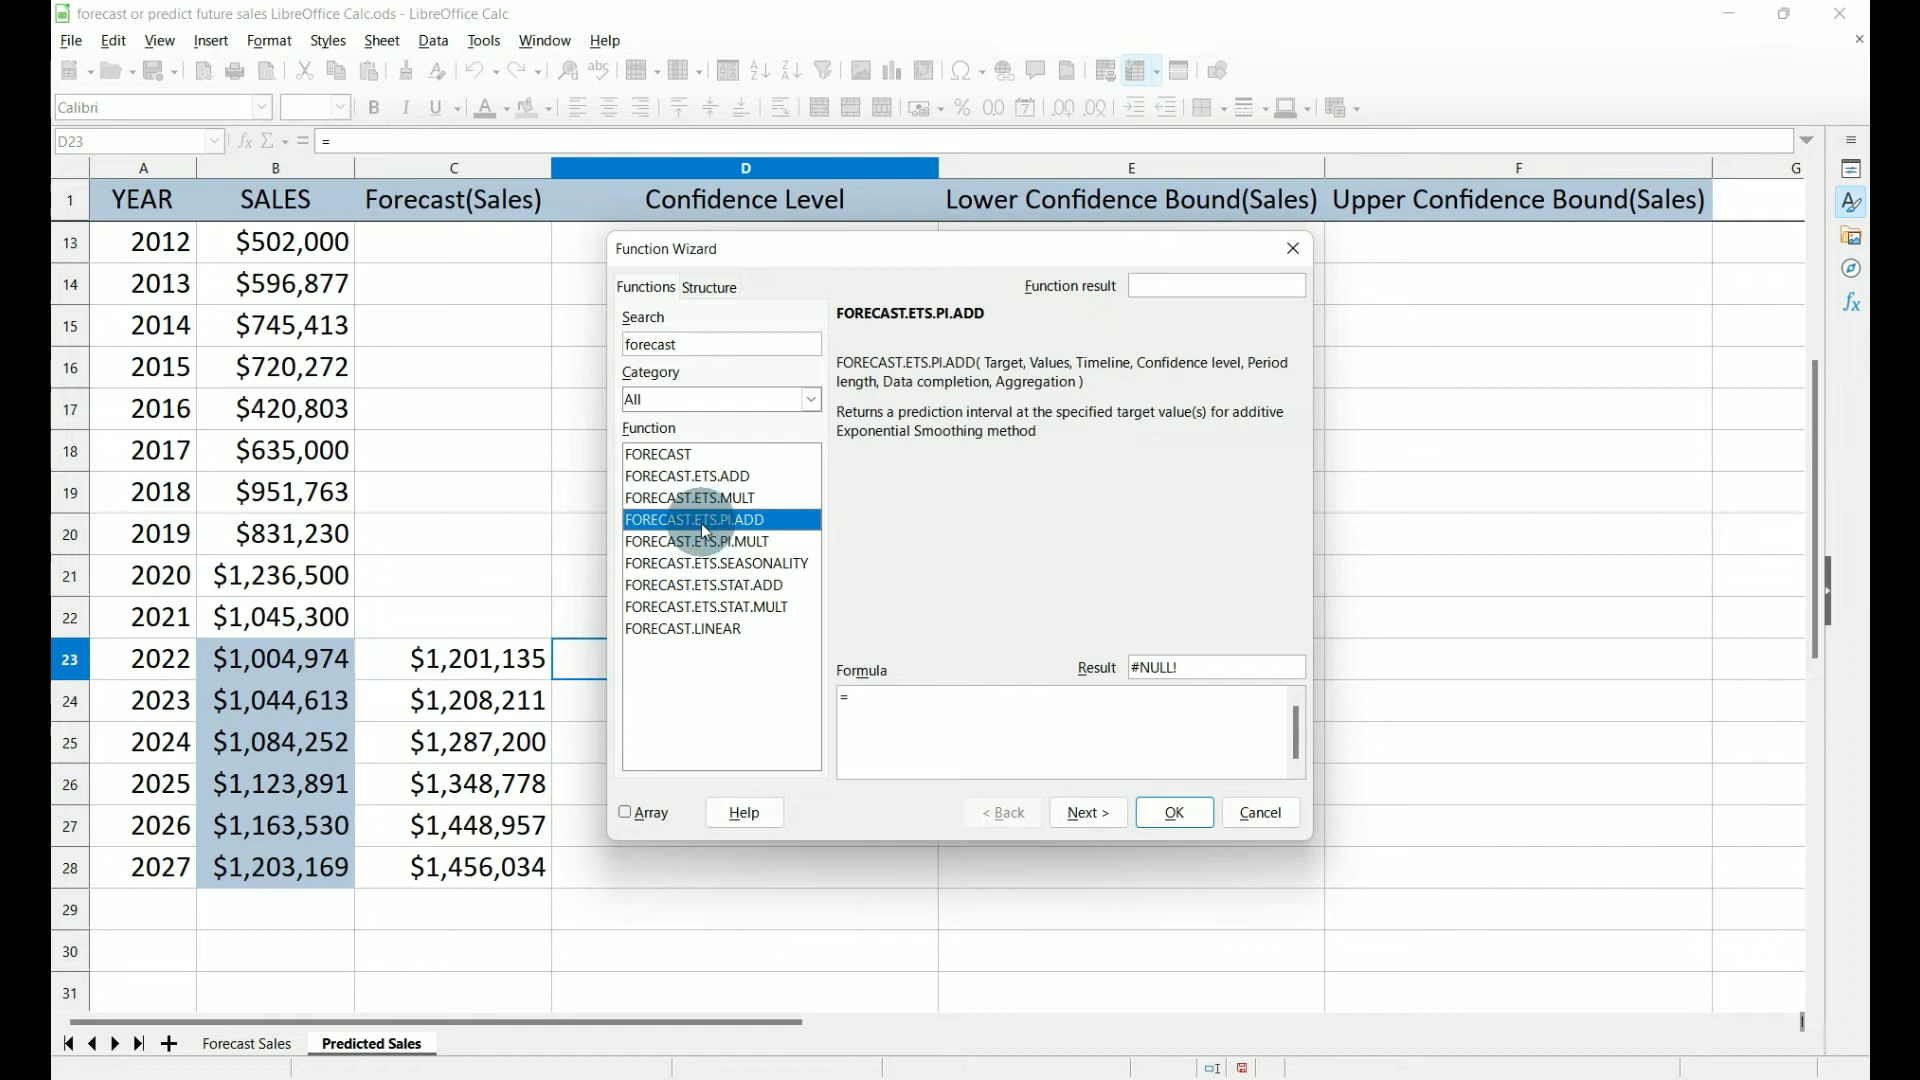 forecast or predict future sales LibreOffice Calc.ods - LibreOffice Calc
File Edit View Insert Format Styles Sheet Data Tools Window Help
Calibri
D23 =
A B C D E F G
1 YEAR SALES Forecast(Sales) Confidence Level Lower Confidence Bound(Sales) Upper Confidence Bound(Sales)
13 2012 $502,000
14 2013 $596,877
15 2014 $745,413
16 2015 $720,272
17 2016 $420,803
18 2017 $635,000
19 2018 $951,763
20 2019 $831,230
21 2020 $1,236,500
22 2021 $1,045,300
23 2022 $1,004,974 $1,201,135
24 2023 $1,044,613 $1,208,211
25 2024 $1,084,252 $1,287,200
26 2025 $1,123,891 $1,348,778
27 2026 $1,163,530 $1,448,957
28 2027 $1,203,169 $1,456,034
29
30
31
Function Wizard
Functions Structure
Function result
Search
forecast
Category
All
Function
FORECAST
FORECAST.ETS.ADD
FORECAST.ETS.MULT
FORECAST.ETS.PI.ADD
FORECAST.ETS.PI.MULT
FORECAST.ETS.SEASONALITY
FORECAST.ETS.STAT.ADD
FORECAST.ETS.STAT.MULT
FORECAST.LINEAR
FORECAST.ETS.PI.ADD
FORECAST.ETS.PI.ADD( Target, Values, Timeline, Confidence level, Period
length, Data completion, Aggregation )
Returns a prediction interval at the specified target value(s) for additive
Exponential Smoothing method
Formula Result #NULL!
=
Array Help < Back Next > OK Cancel
Forecast Sales Predicted Sales